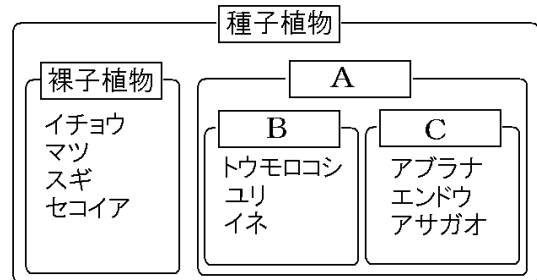 種子植物
裸子植物
イチョウ
マツ
スギ
セコイア
A
B
トウモロコシ
ユリ
イネ
C
アブラナ
エンドウ
アサガオ